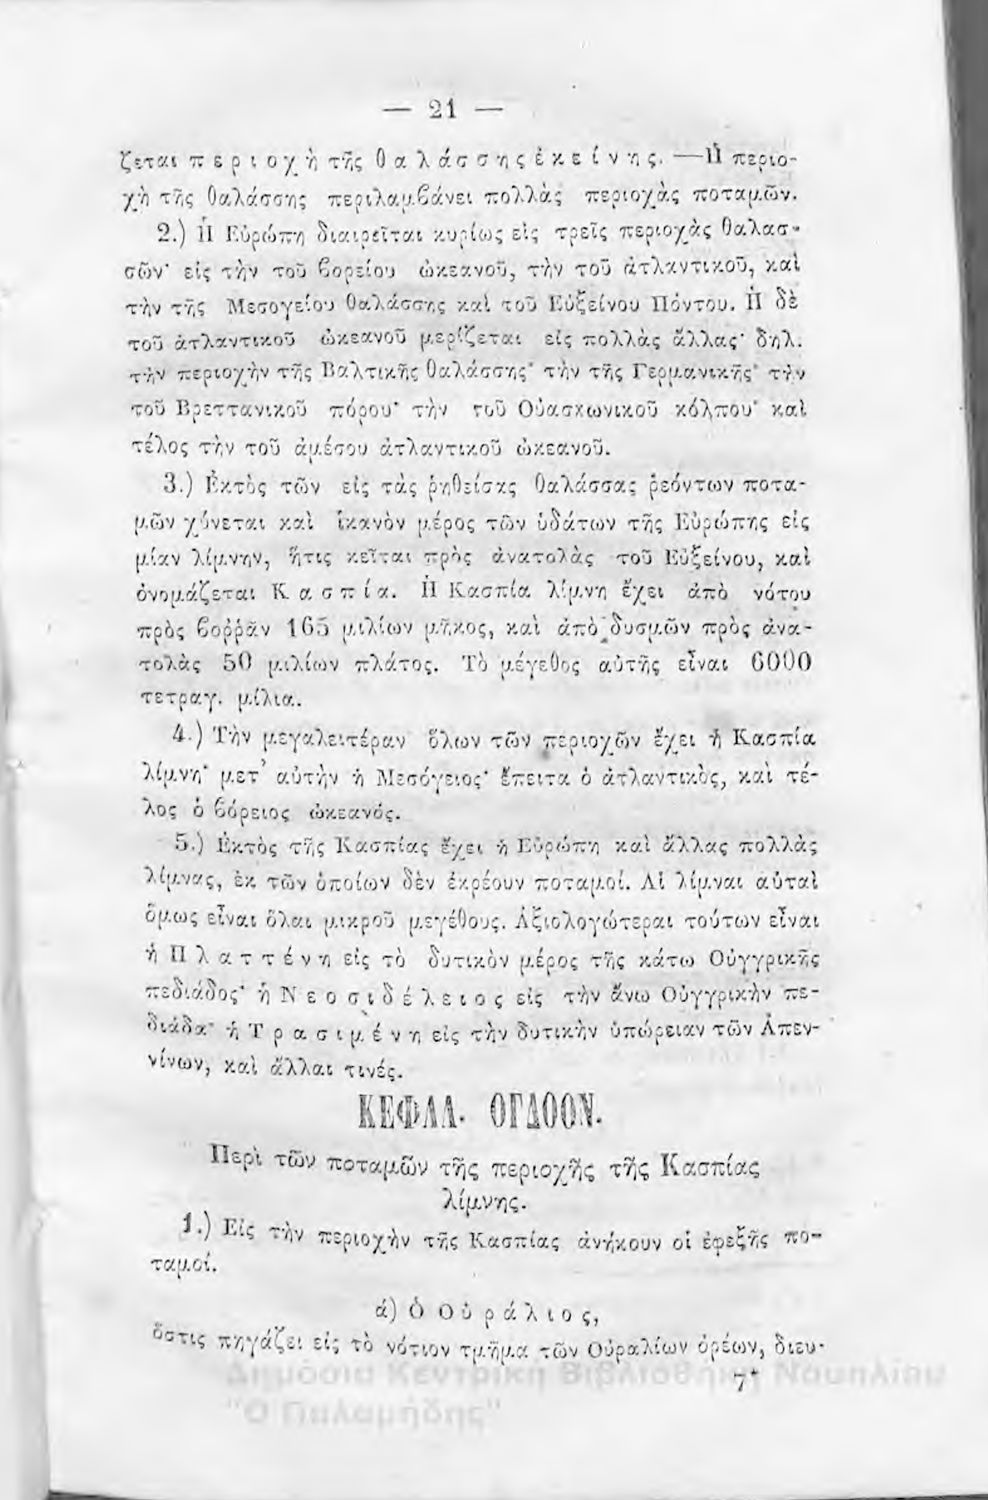 — 21 —
ζεται π ε ρ ι ο χ ὴ τῆς θ α λ ά σ σ η ς ἐ κ ε ί ν η ς. — Ἡ περιο-
χὴ τῆς θαλάσσης περιλαμβάνει πολλὰς περιοχὰς ποταμῶν.
2.) Ἡ Εὐρώπη διαιρεῖται κυρίως εἰς τρεῖς περιοχὰς θαλασ-
σῶν· εἰς τὴν τοῦ βορείου ὠκεανοῦ, τὴν τοῦ ἀτλαντικοῦ, καὶ
τὴν τῆς Μεσογείου θαλάσσης καὶ τοῦ Εὐξείνου Πόντου. Ἡ δὲ
τοῦ ἀτλαντικοῦ ὠκεανοῦ μερίζεται εἰς πολλὰς ἄλλας· δηλ.
τὴν περιοχὴν τῆς Βαλτικῆς θαλάσσης· τὴν τῆς Γερμανικῆς· τὴν
τοῦ Βρεττανικοῦ πόρου· τὴν τοῦ Οὐασκωνικοῦ κόλπου· καὶ
τέλος τὴν τοῦ ἀμέσου ἀτλαντικοῦ ὠκεανοῦ.
3.) Ἐκτὸς τῶν εἰς τὰς ῥηθείσας θαλάσσας ῥεόντων ποτα-
μῶν χύνεται καὶ ἱκανὸν μέρος τῶν ὑδάτων τῆς Εὐρώπης εἰς
μίαν λίμνην, ἥτις κεῖται πρὸς ἀνατολὰς τοῦ Εὐξείνου, καὶ
ὀνομάζεται Κ α σ π ί α. Ἡ Κασπία λίμνη ἔχει ἀπὸ νότου
πρὸς βοῤῥᾶν 165 μιλίων μῆκος, καὶ ἀπὸ δυσμῶν πρὸς ἀνα-
τολὰς 50 μιλίων πλάτος. Τὸ μέγεθος αὐτῆς εἶναι 6000
τετραγ. μίλια.
4.) Τὴν μεγαλειτέραν ὅλων τῶν περιοχῶν ἔχει ἡ Κασπία
λίμνη· μετ' αὐτὴν ἡ Μεσόγειος· ἔπειτα ὁ ἀτλαντικὸς, καὶ τέ-
λος ὁ βόρειος ὠκεανός.
5.) Ἐκτὸς τῆς Κασπίας ἔχει ἡ Εὐρώπη καὶ ἄλλας πολλὰς
λίμνας, ἐκ τῶν ὁποίων δὲν ἐκρέουν ποταμοί. Αἱ λίμναι αὐταὶ
ὅμως εἶναι ὅλαι μικροῦ μεγέθους. Ἀξιολογώτεραι τούτων εἶναι
ἡ Π λ α τ τ έ ν η εἰς τὸ δυτικὸν μέρος τῆς κάτω Οὐγγρικῆς
πεδιάδος· ἡ Ν ε ο σ ι δ έ λ ε ι ο ς εἰς τὴν ἄνω Οὐγγρικὴν πε-
διάδα· ἡ Τ ρ α σ ι μ έ ν η εἰς τὴν δυτικὴν ὑπώρειαν τῶν Ἀπεν-
νίνων, καὶ ἄλλαι τινές.
ΚΕΦΑΛ. ΟΓΔΟΟΝ.
Περὶ τῶν ποταμῶν τῆς περιοχῆς τῆς Κασπίας
λίμνης.
1.) Εἰς τὴν περιοχὴν τῆς Κασπίας ἀνήκουν οἱ ἐφεξῆς πο-
ταμοί.
ά) Ὁ Ο ὐ ρ ά λ ι ο ς,
ὅστις πηγάζει εἰς τὸ νότιον τμῆμα τῶν Οὐραλίων ὀρέων, διευ-
7*
Δημόσια Κεντρική Βιβλιοθήκη Ναυπλίου
"Ο Παλαμήδης"